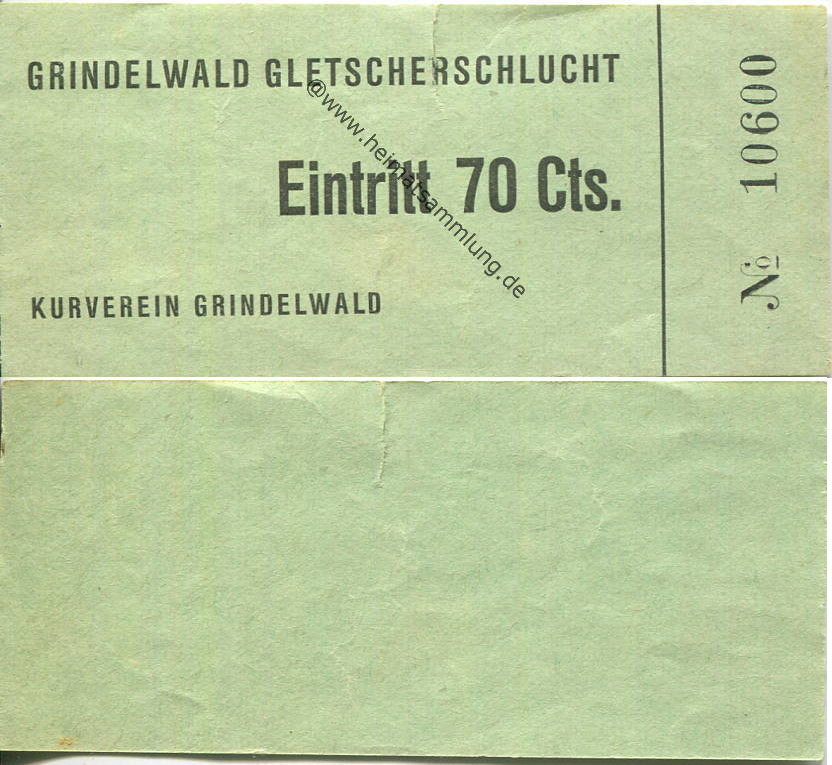 GRINDELWALD GLETSCHERSCHLUCHT
Eintritt 70 Cts.
KURVEREIN GRINDELWALD
№ 10600
@www.heimatsammlung.de